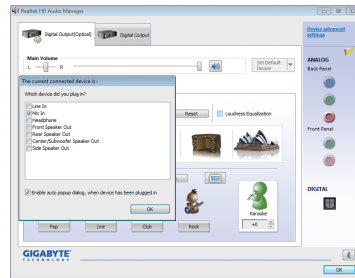 Realtek HD Audio Manager
Digital Output(Optical)
Digital Output
Device advanced
settings
Main Volume
L
R
Set Default
Device
ANALOG
Back Panel
The current connected device is :
Which device did you plug in?
Line In
Mic In
Headphone
Front Speaker Out
Rear Speaker Out
Center/Subwoofer Speaker Out
Side Speaker Out
Enable auto popup dialog, when device has been plugged in
OK
Reset
Loudness Equalization
Front Panel
DIGITAL
Karaoke
+0
Pop
Live
Club
Rock
GIGABYTE
TECHNOLOGY
i
OK